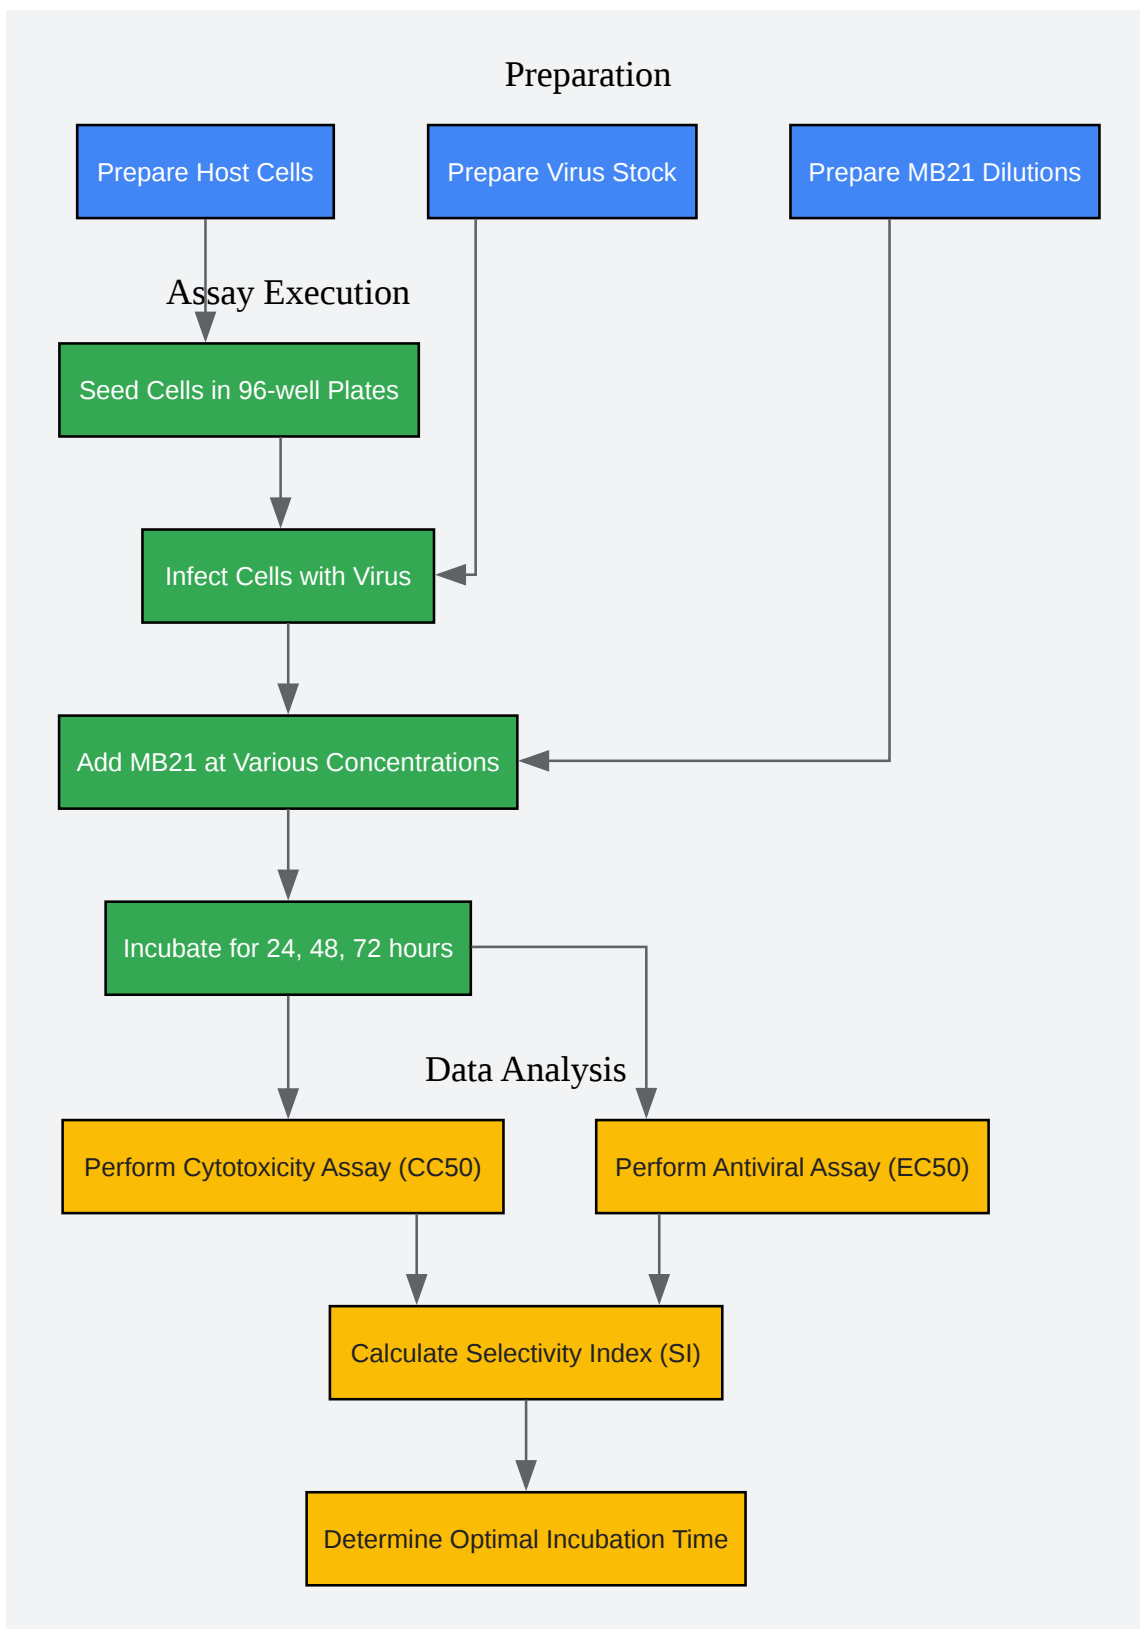 Preparation
Prepare Host Cells
Prepare Virus Stock
Prepare MB21 Dilutions
Assay Execution
Seed Cells in 96-well Plates
Infect Cells with Virus
Add MB21 at Various Concentrations
Incubate for 24, 48, 72 hours
Data Analysis
Perform Cytotoxicity Assay (CC50)
Perform Antiviral Assay (EC50)
Calculate Selectivity Index (SI)
Determine Optimal Incubation Time